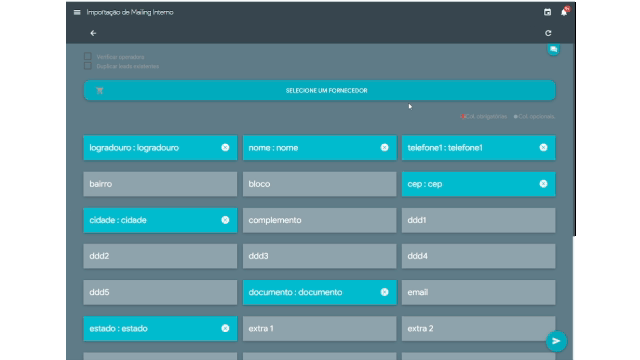 Importação de Mailing Interno
Verificar operadora
Duplicar leads existentes
SELECIONE UM FORNECEDOR
Col. obrigatórias Col. opcionais
logradouro : logradouro
nome : nome
telefone1 : telefone1
bairro
bloco
cep : cep
cidade : cidade
complemento
ddd1
ddd2
ddd3
ddd4
ddd5
documento : documento
email
estado : estado
extra 1
extra 2